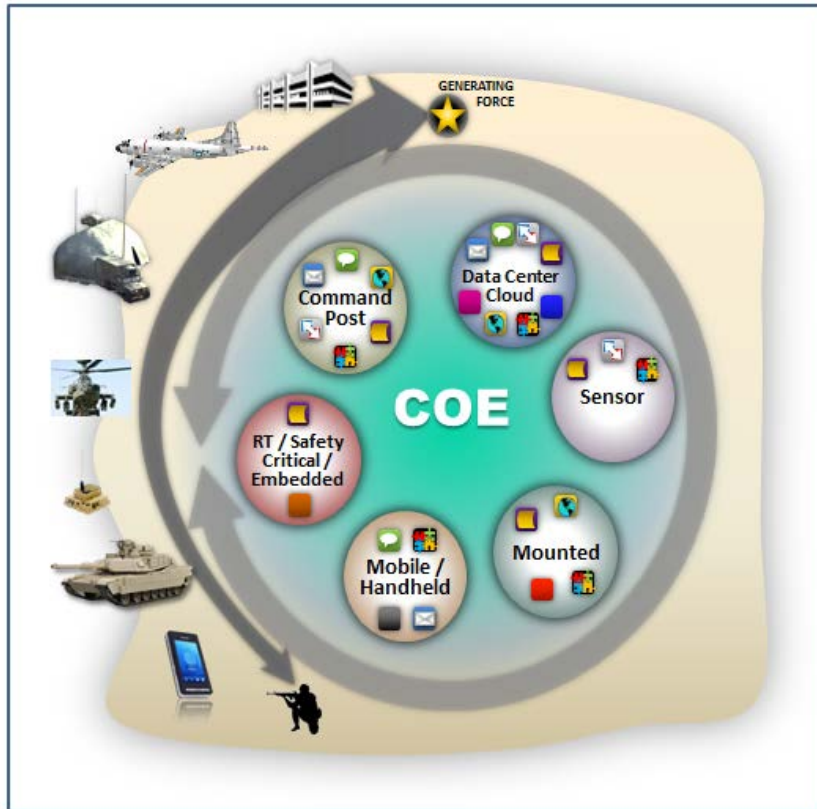 GENERATING
FORCE
Command
Post
Data Center
Cloud
Sensor
COE
RT / Safety
Critical /
Embedded
Mobile /
Handheld
Mounted